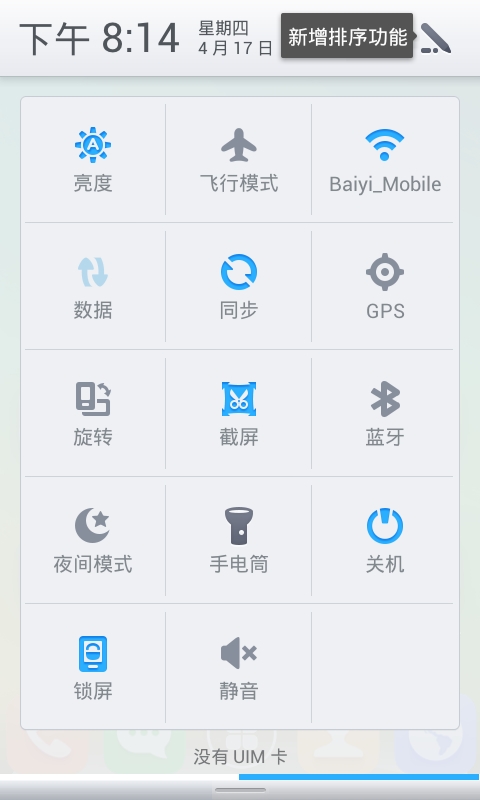 下午 8:14
星期四
4 月 17 日
新增排序功能
亮度
飞行模式
Baiyi_Mobile
数据
同步
GPS
旋转
截屏
蓝牙
夜间模式
手电筒
关机
锁屏
静音
没有 UIM 卡